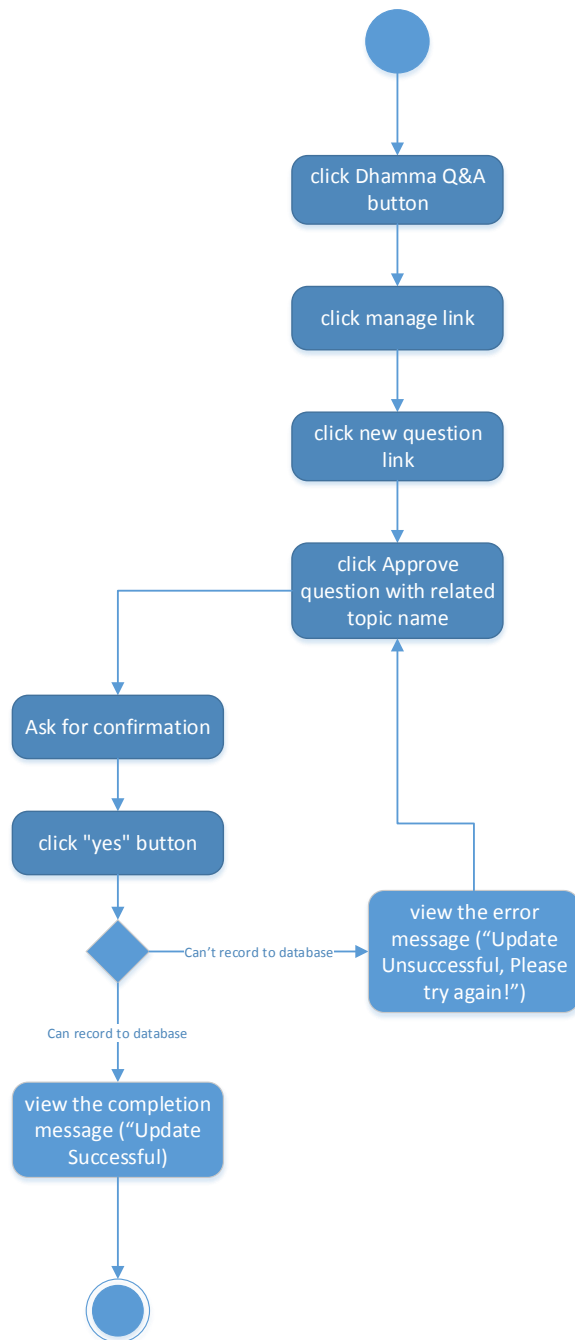 click Dhamma Q&A
button
click manage link
click new question
link
click Approve
question with related
topic name
Ask for confirmation
click "yes" button
Can’t record to database
view the error
message (“Update
Unsuccessful, Please
try again!”)
Can record to database
view the completion
message (“Update
Successful)